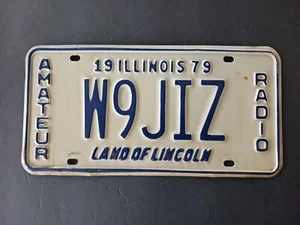 19 ILLINOIS 79
AMATEUR
W9JIZ
RADIO
LAND OF LINCOLN